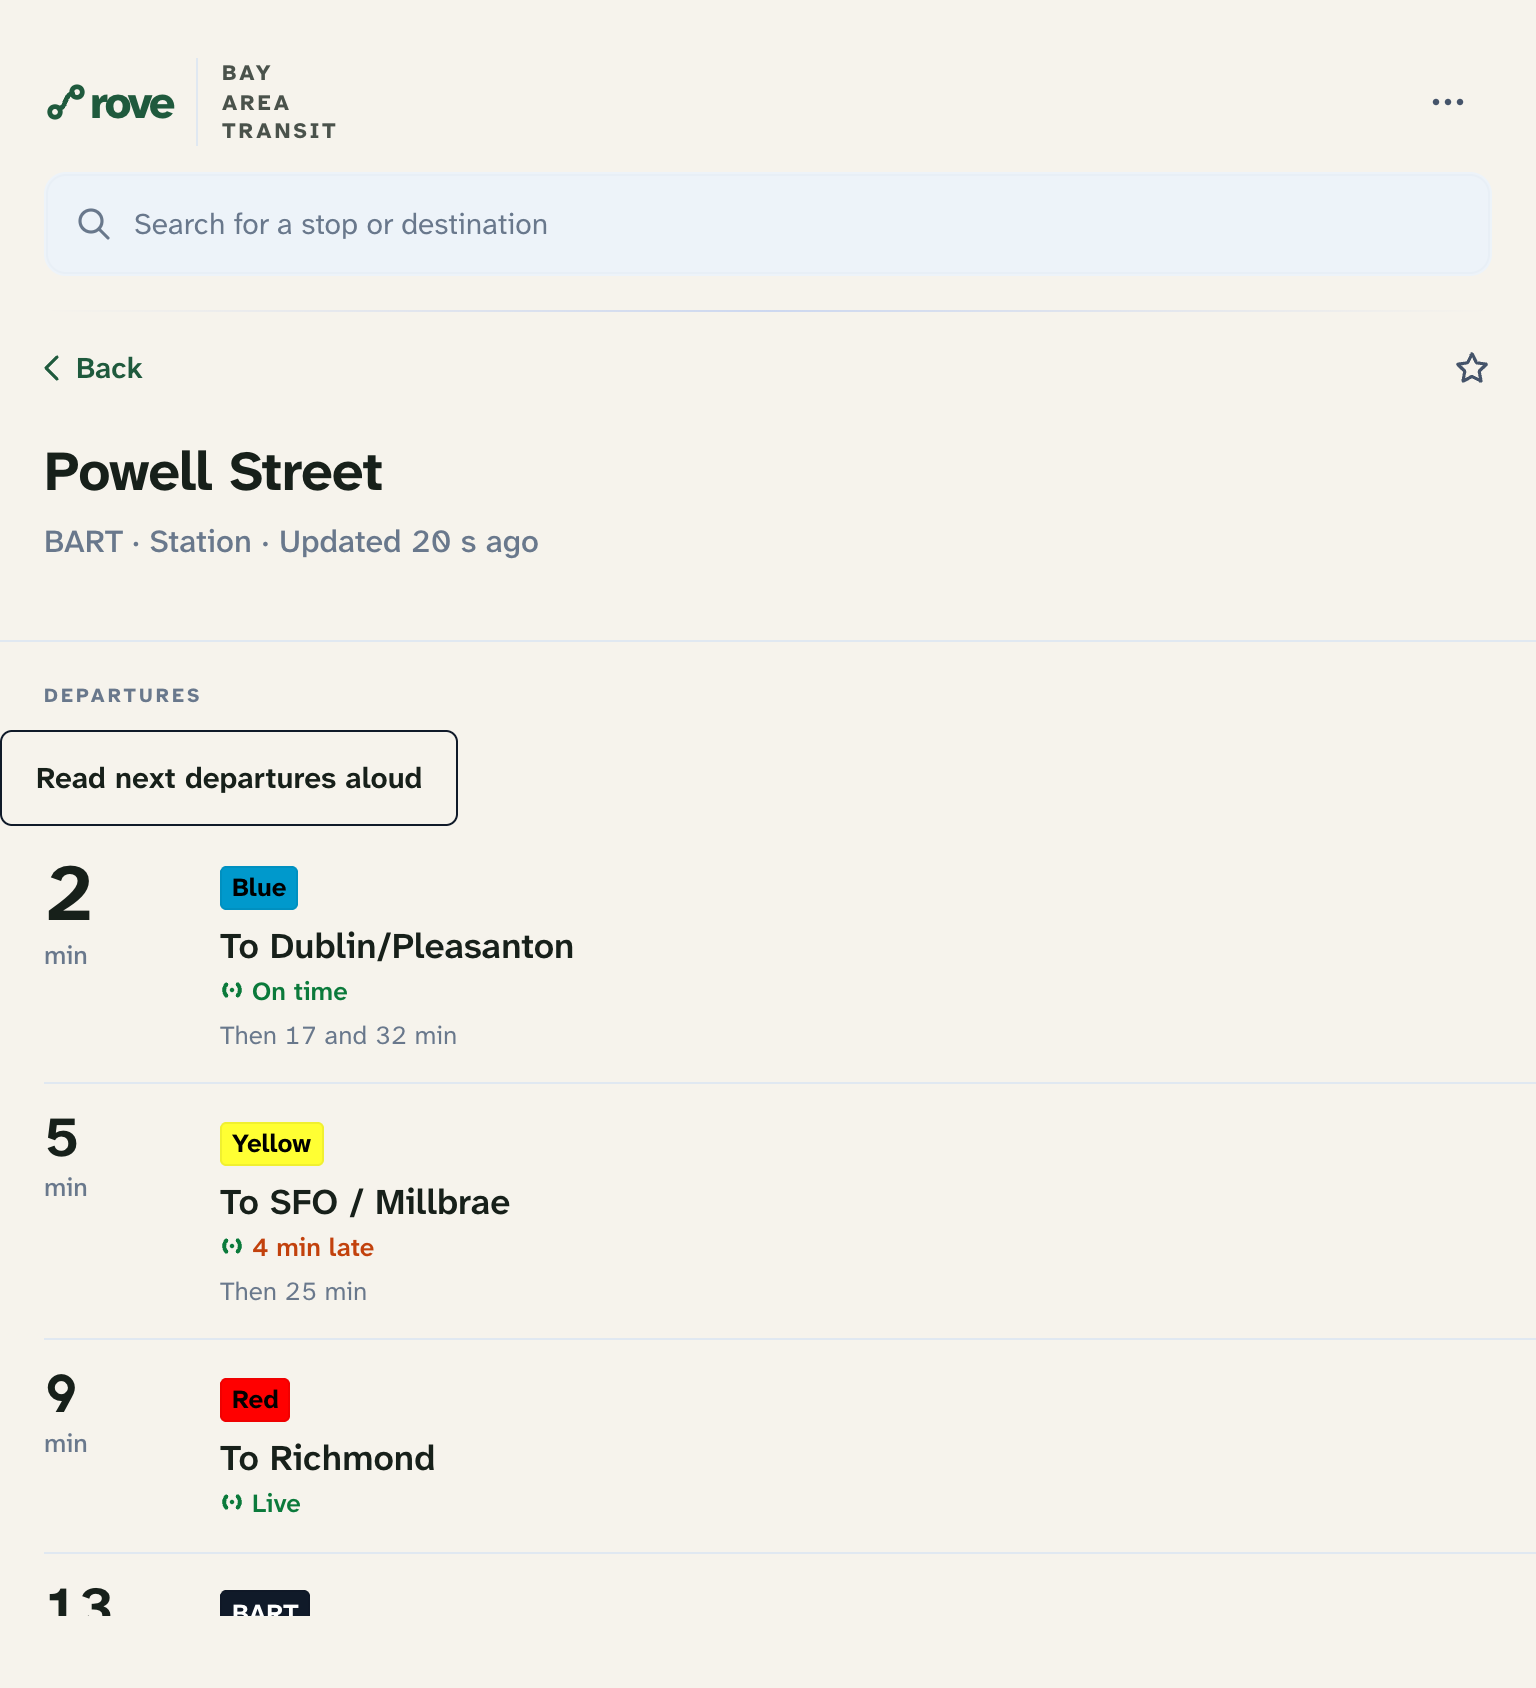 rove
BAY
AREA
TRANSIT
Search for a stop or destination
Back
Powell Street
BART · Station · Updated 20 s ago
DEPARTURES
Read next departures aloud
2
min
Blue
To Dublin/Pleasanton
On time
Then 17 and 32 min
5
min
Yellow
To SFO / Millbrae
4 min late
Then 25 min
9
min
Red
To Richmond
Live
13
BART